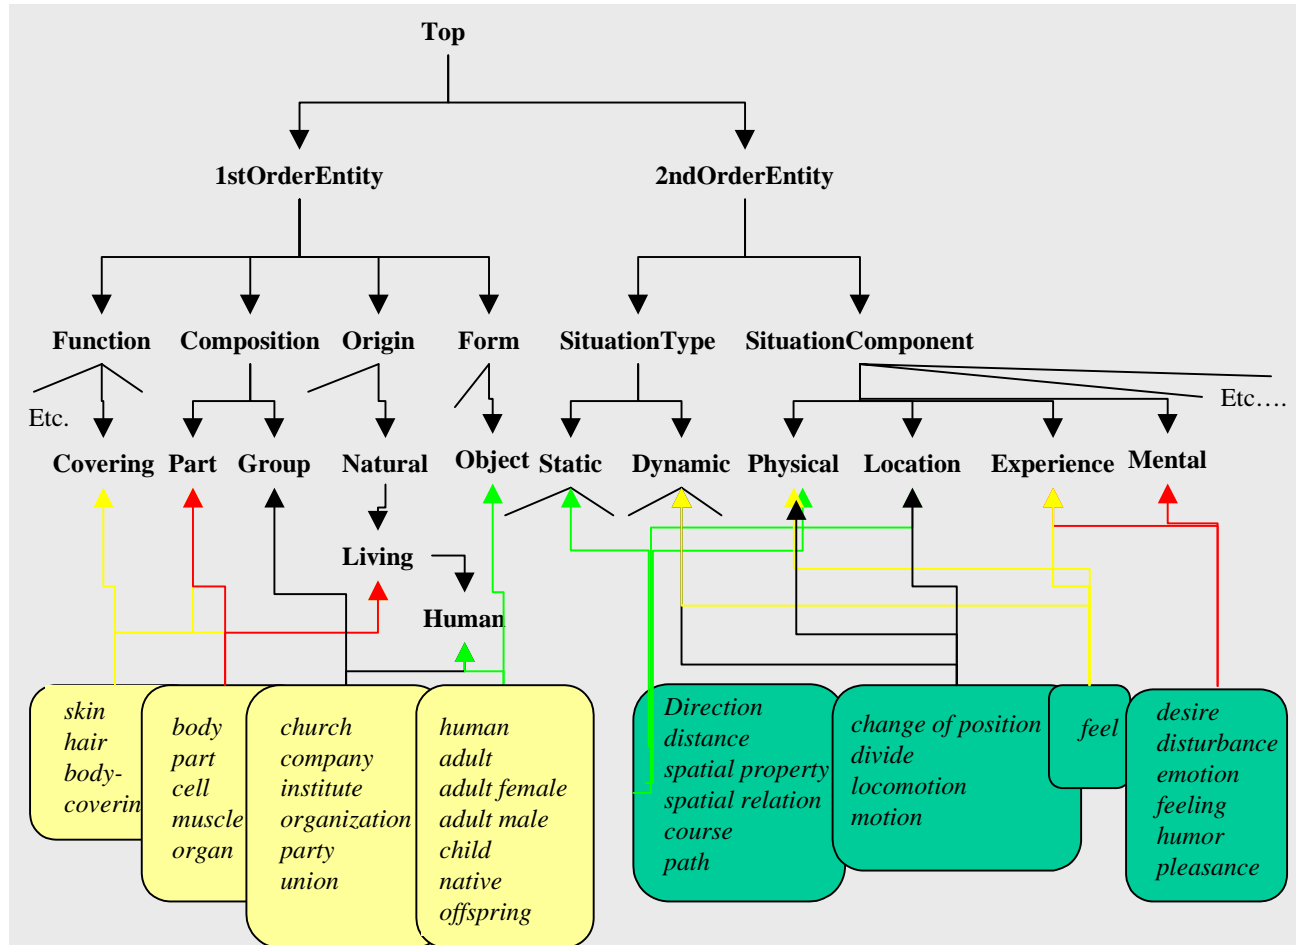 Top
1stOrderEntity
2ndOrderEntity
Function
Composition
Origin
Form
SituationType
SituationComponent
Etc.
Etc….
Covering
Part
Group
Natural
Object
Static
Dynamic
Physical
Location
Experience
Mental
Living
Human
skin
hair
body-
coverin
body
part
cell
muscle
organ
church
company
institute
organization
party
union
human
adult
adult female
adult male
child
native
offspring
Direction
distance
spatial property
spatial relation
course
path
change of position
divide
locomotion
motion
feel
desire
disturbance
emotion
feeling
humor
pleasance